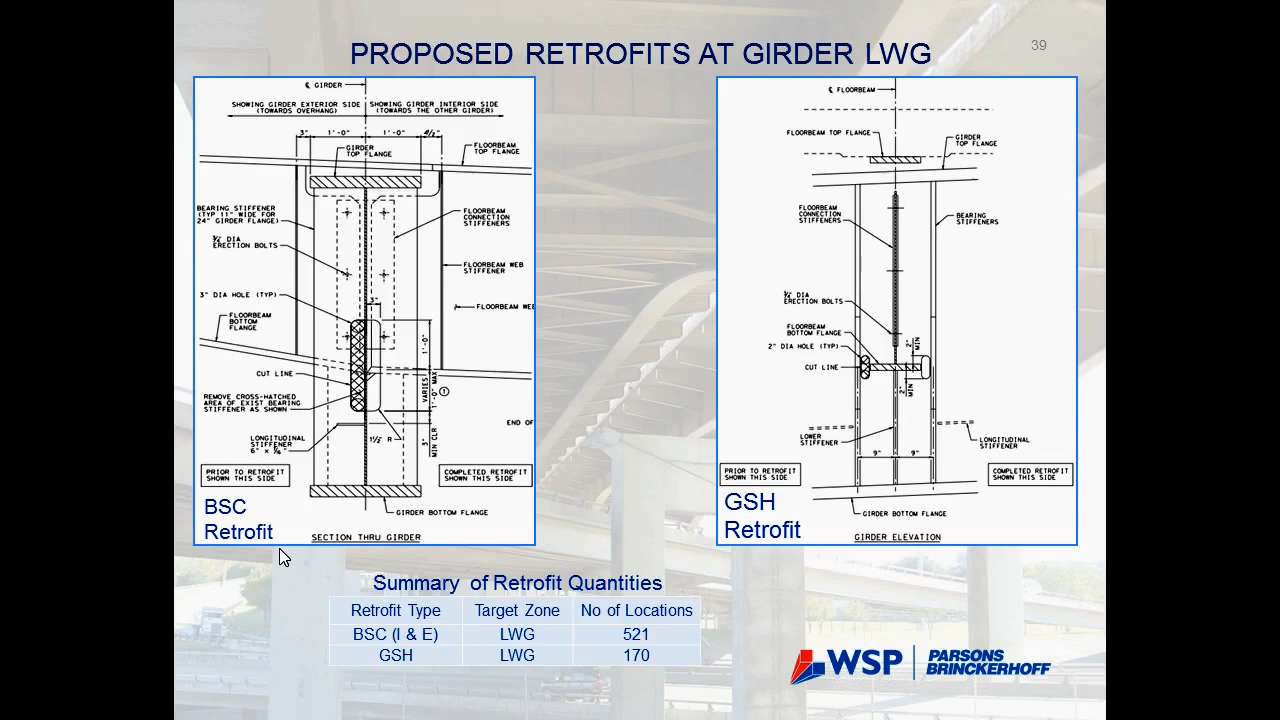 39
PROPOSED RETROFITS AT GIRDER LWG
℄ GIRDER
SHOWING GIRDER EXTERIOR SIDE
(TOWARDS OVERHANG)
SHOWING GIRDER INTERIOR SIDE
(TOWARDS THE OTHER GIRDER)
3" 1'-0" 1'-0" 4½"
GIRDER
TOP FLANGE
FLOORBEAM
TOP FLANGE
BEARING STIFFENER
(TYP 11" WIDE FOR
24" GIRDER FLANGE)
FLOORBEAM
CONNECTION
STIFFENERS
¾" DIA
ERECTION BOLTS
FLOORBEAM WEB
STIFFENER
3" DIA HOLE (TYP)
3"
FLOORBEAM WEB
FLOORBEAM
BOTTOM
FLANGE
1'-0"
CUT LINE
VARIES
1'-0" MAX
1
REMOVE CROSS-HATCHED
AREA OF EXIST BEARING
STIFFENER AS SHOWN
END OF
LONGITUDINAL
STIFFENER
1½" R
3"
MIN CLR
PRIOR TO RETROFIT
SHOWN THIS SIDE
COMPLETED RETROFIT
SHOWN THIS SIDE
GIRDER BOTTOM FLANGE
BSC
Retrofit
SECTION THRU GIRDER
℄ FLOORBEAM
FLOORBEAM TOP FLANGE
GIRDER
TOP FLANGE
FLOORBEAM
CONNECTION
STIFFENERS
BEARING
STIFFENERS
¾" DIA
ERECTION BOLTS
FLOORBEAM
BOTTOM FLANGE
2" DIA HOLE (TYP)
2"
MIN
CUT LINE
2"
MIN
LOWER
STIFFENER
LONGITUDINAL
STIFFENER
9" 9"
PRIOR TO RETROFIT
SHOWN THIS SIDE
COMPLETED RETROFIT
SHOWN THIS SIDE
GIRDER BOTTOM FLANGE
GSH
Retrofit
GIRDER ELEVATION
Summary of Retrofit Quantities
Retrofit Type Target Zone No of Locations
BSC (I & E) LWG 521
GSH LWG 170
WSP
PARSONS
BRINCKERHOFF